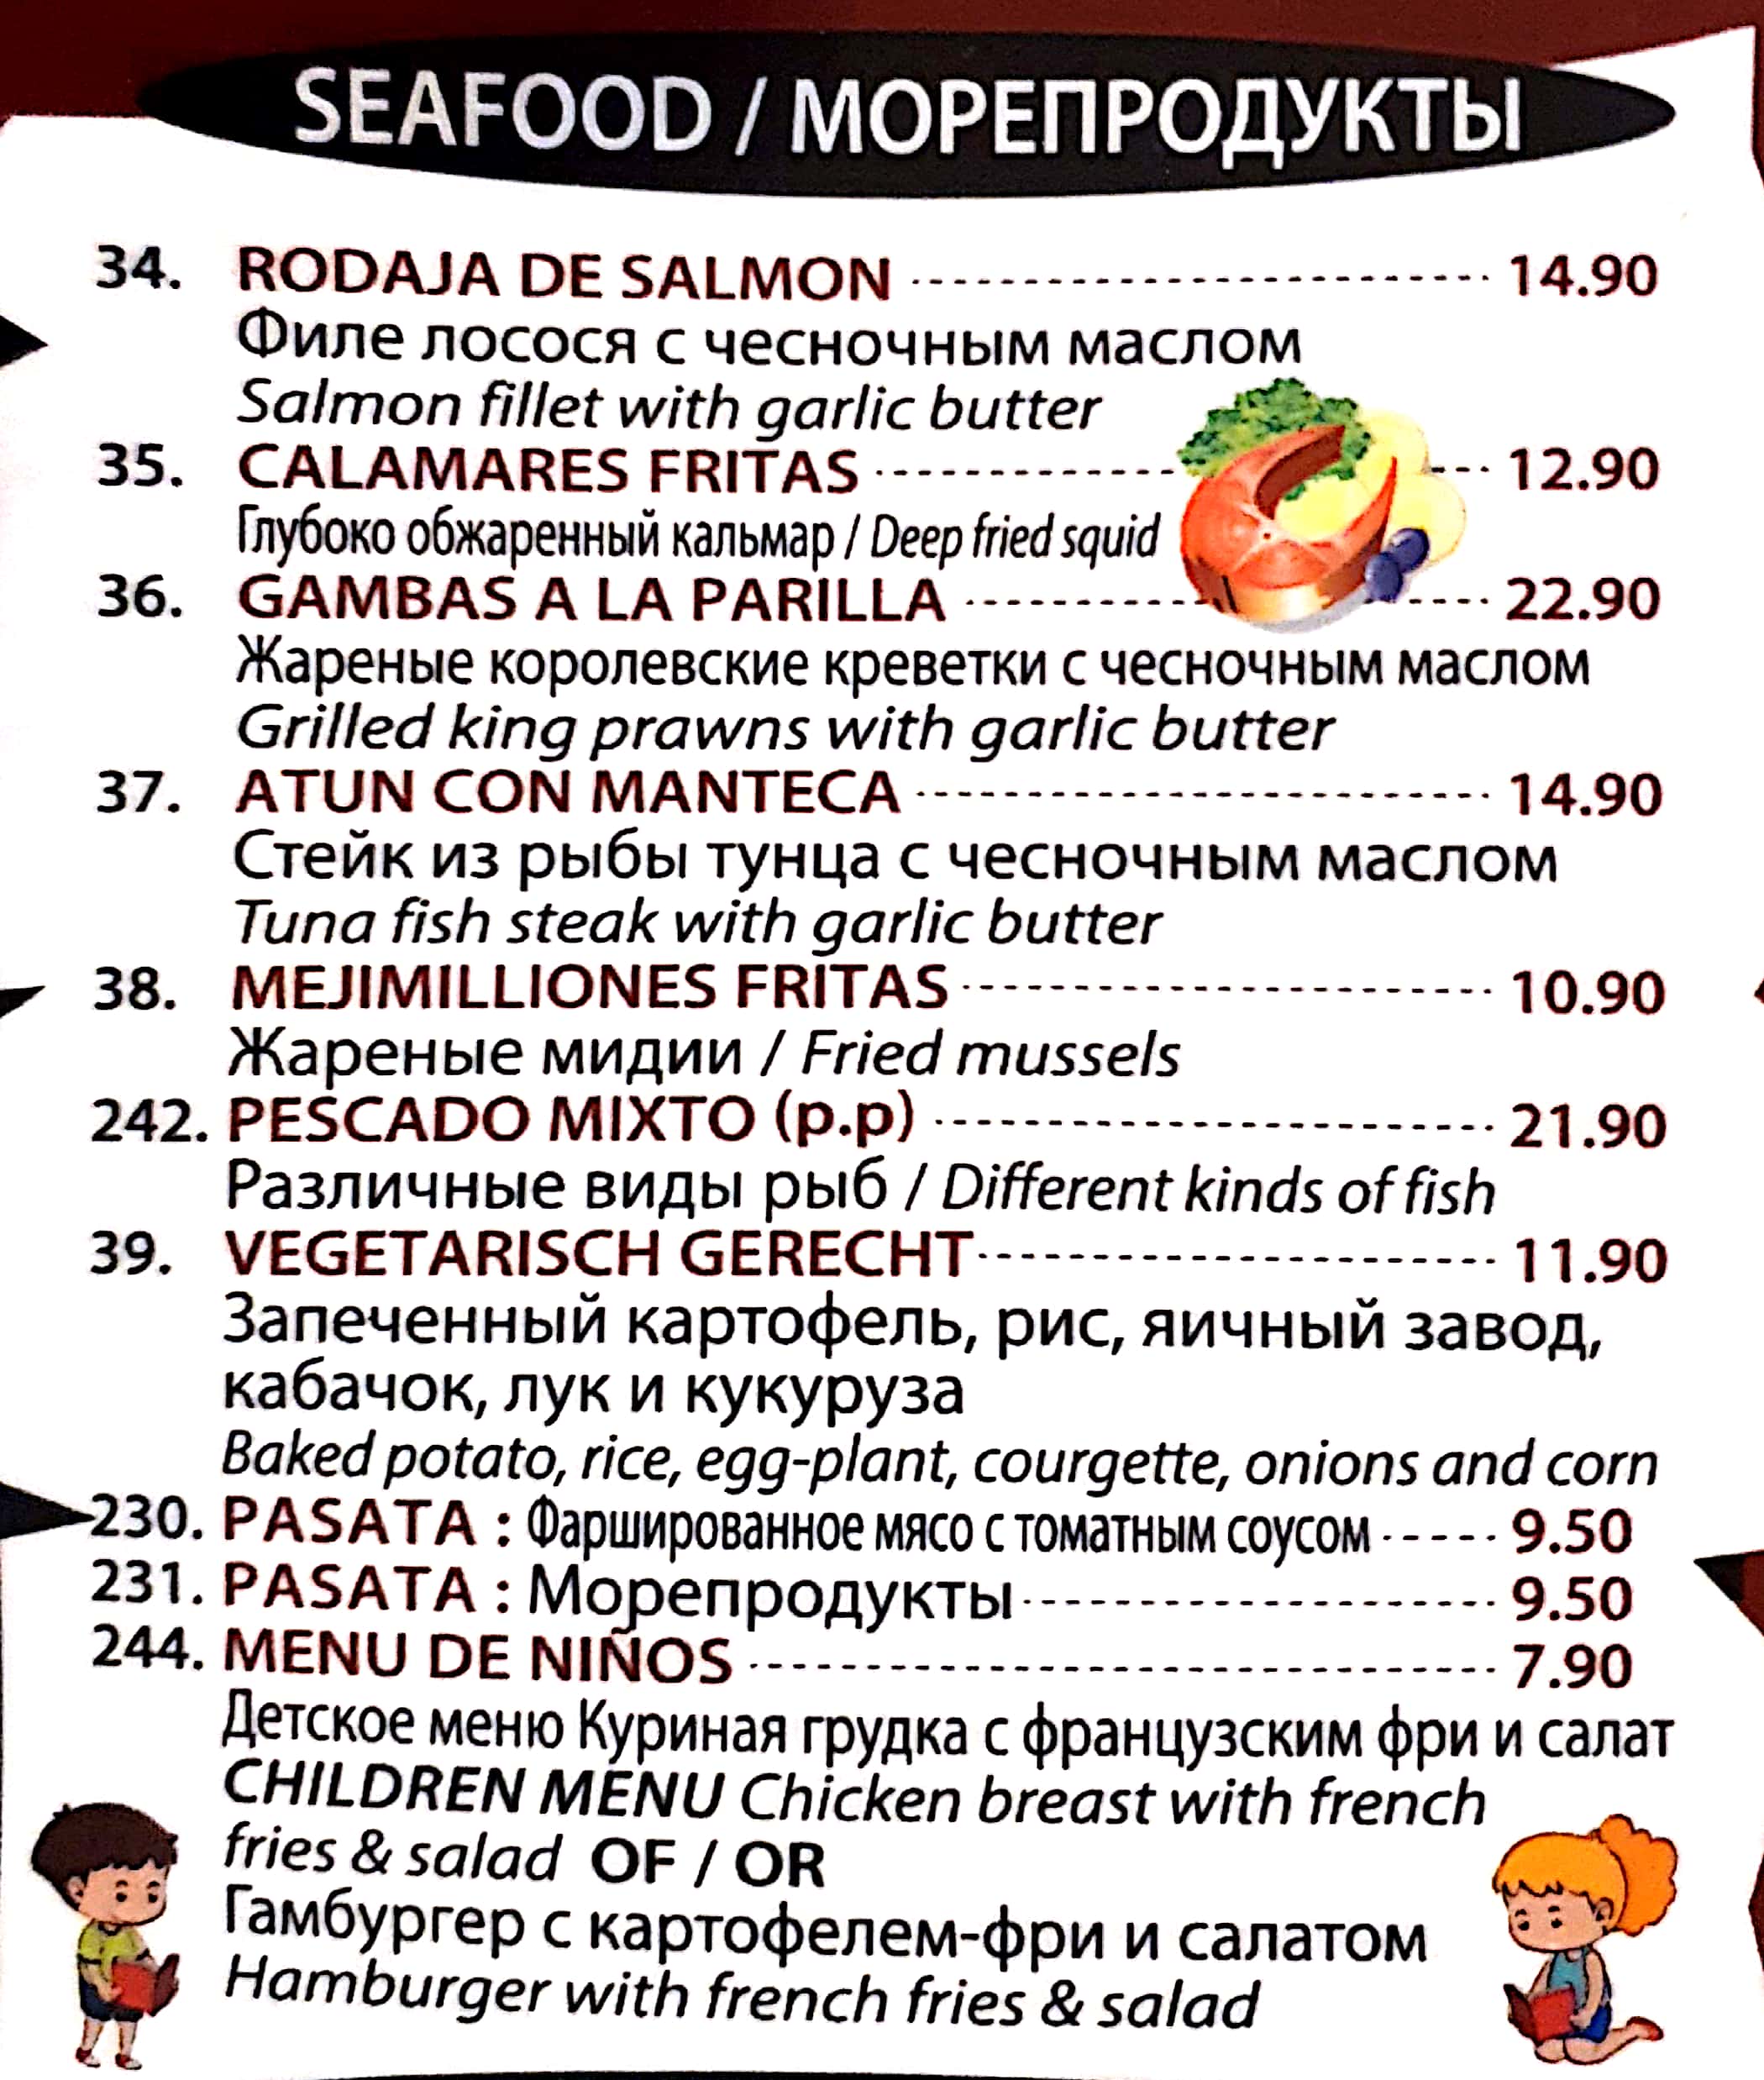 SEAFOOD / МОРЕПРОДУКТЫ
34. RODAJA DE SALMON 14.90
Филе лосося с чесночным маслом
Salmon fillet with garlic butter
35. CALAMARES FRITAS 12.90
Глубоко обжаренный кальмар / Deep fried squid
36. GAMBAS A LA PARILLA 22.90
Жареные королевские креветки с чесночным маслом
Grilled king prawns with garlic butter
37. ATUN CON MANTECA 14.90
Стейк из рыбы тунца с чесночным маслом
Tuna fish steak with garlic butter
38. MEJIMILLIONES FRITAS 10.90
Жареные мидии / Fried mussels
242. PESCADO MIXTO (p.p) 21.90
Различные виды рыб / Different kinds of fish
39. VEGETARISCH GERECHT 11.90
Запеченный картофель, рис, яичный завод,
кабачок, лук и кукуруза
Baked potato, rice, egg-plant, courgette, onions and corn
230. PASATA : Фаршированное мясо с томатным соусом 9.50
231. PASATA : Морепродукты 9.50
244. MENU DE NIÑOS 7.90
Детское меню Куриная грудка с французским фри и салат
CHILDREN MENU Chicken breast with french
fries & salad OF / OR
Гамбургер с картофелем-фри и салатом
Hamburger with french fries & salad